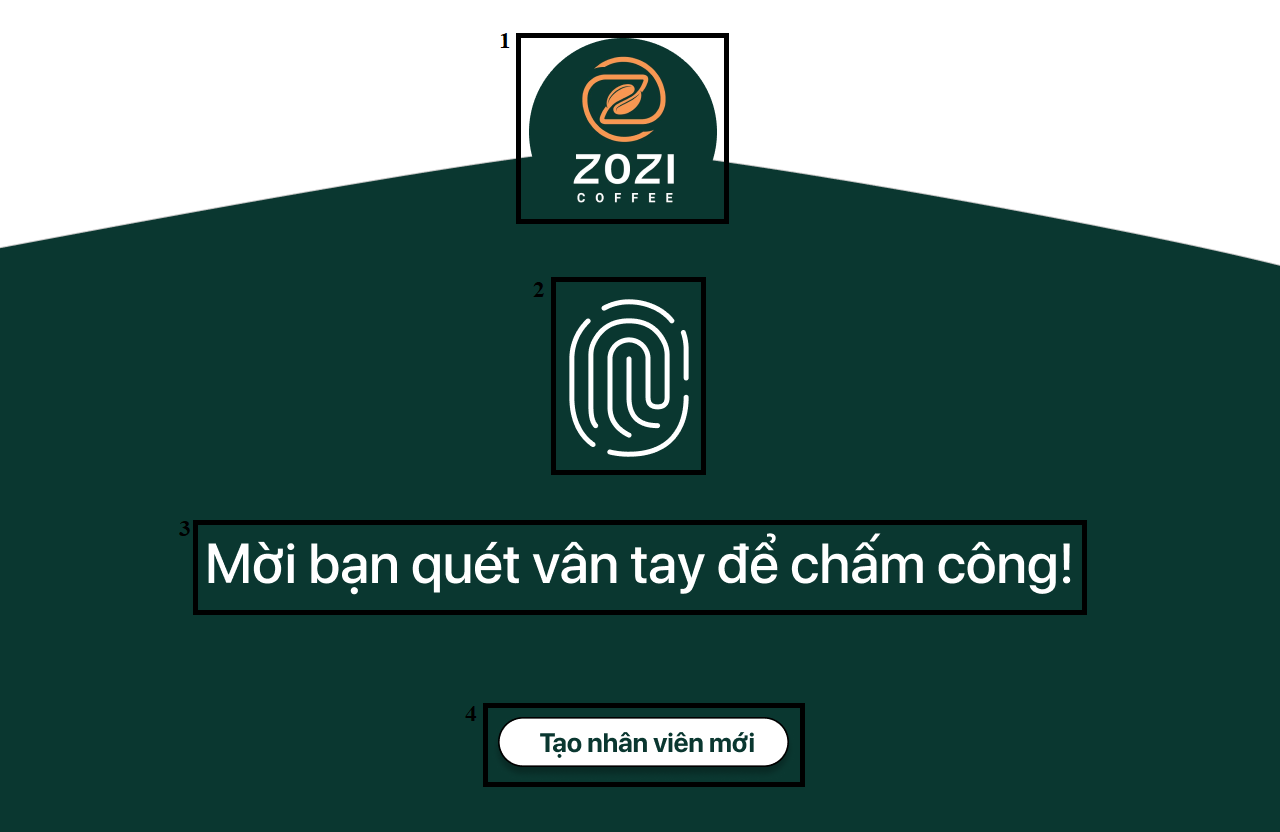 1
ZOZI
COFFEE
2
3
Mời bạn quét vân tay để chấm công!
4
Tạo nhân viên mới